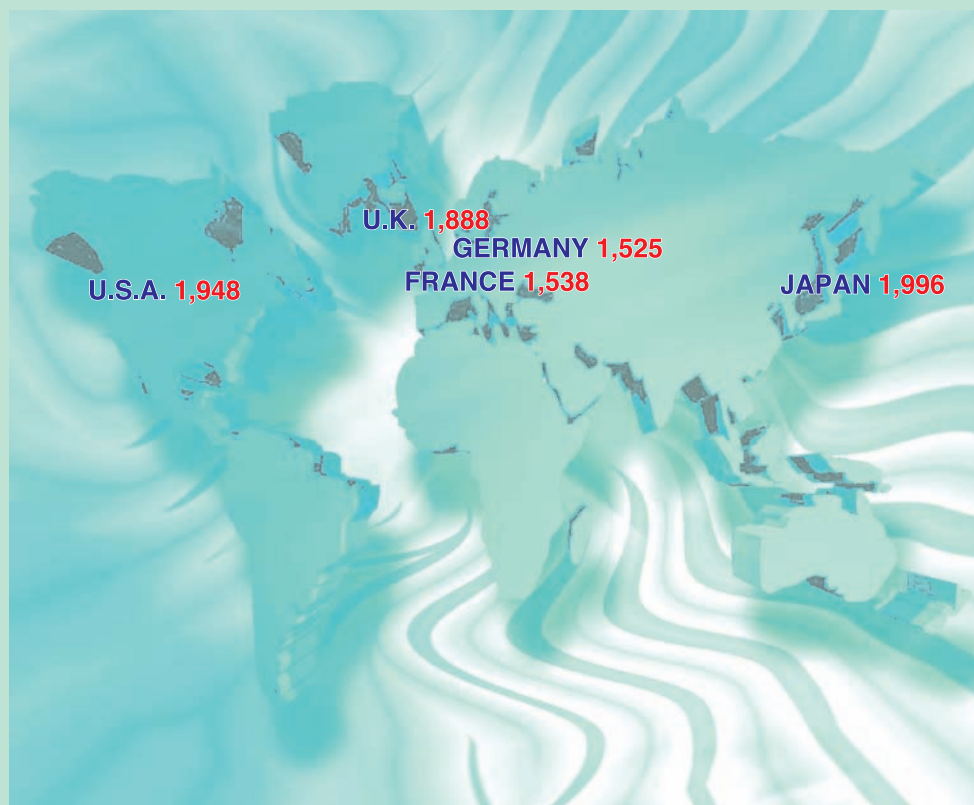 U.K. 1,888
GERMANY 1,525
FRANCE 1,538
U.S.A. 1,948
JAPAN 1,996